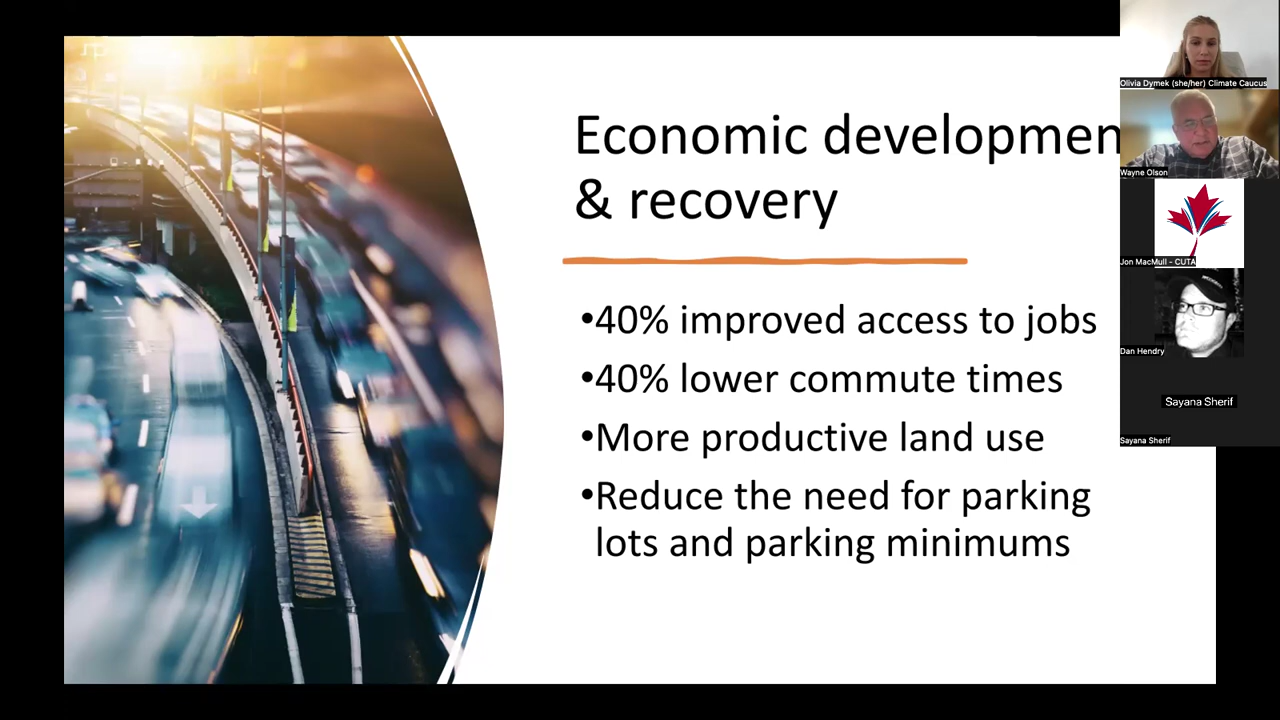 Economic developmen
& recovery
•40% improved access to jobs
•40% lower commute times
•More productive land use
•Reduce the need for parking
lots and parking minimums
Olivia Dymek (she/her) Climate Caucus
Wayne Olson
Jon MacMull - CUTA
Dan Hendry
Sayana Sherif
Sayana Sherif